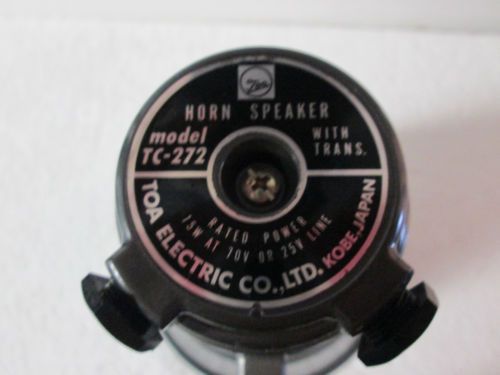 Toa
HORN SPEAKER
model
TC-272
WITH
TRANS.
RATED POWER
15W AT 70V OR 25V LINE
TOA ELECTRIC CO.,LTD. KOBE, JAPAN